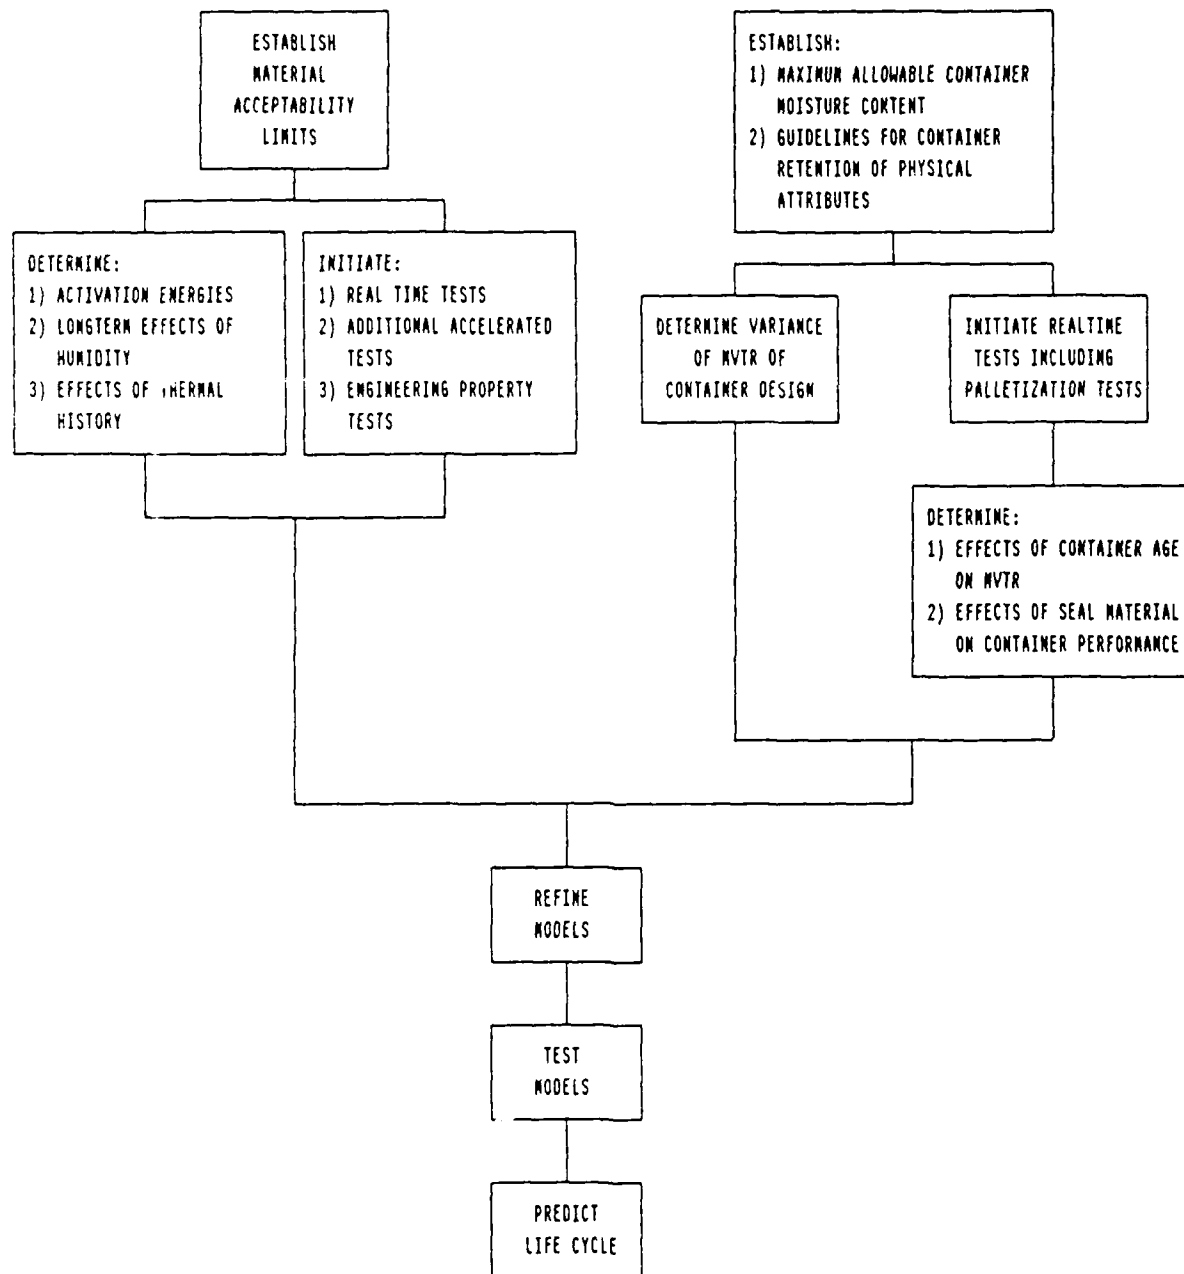 ESTABLISH
MATERIAL
ACCEPTABILITY
LIMITS
ESTABLISH:
1) MAXIMUM ALLOWABLE CONTAINER
MOISTURE CONTENT
2) GUIDELINES FOR CONTAINER
RETENTION OF PHYSICAL
ATTRIBUTES
DETERMINE:
1) ACTIVATION ENERGIES
2) LONGTERM EFFECTS OF
HUMIDITY
3) EFFECTS OF THERMAL
HISTORY
INITIATE:
1) REAL TIME TESTS
2) ADDITIONAL ACCELERATED
TESTS
3) ENGINEERING PROPERTY
TESTS
DETERMINE VARIANCE
OF MVTR OF
CONTAINER DESIGN
INITIATE REALTIME
TESTS INCLUDING
PALLETIZATION TESTS
DETERMINE:
1) EFFECTS OF CONTAINER AGE
ON MVTR
2) EFFECTS OF SEAL MATERIAL
ON CONTAINER PERFORMANCE
REFINE
MODELS
TEST
MODELS
PREDICT
LIFE CYCLE